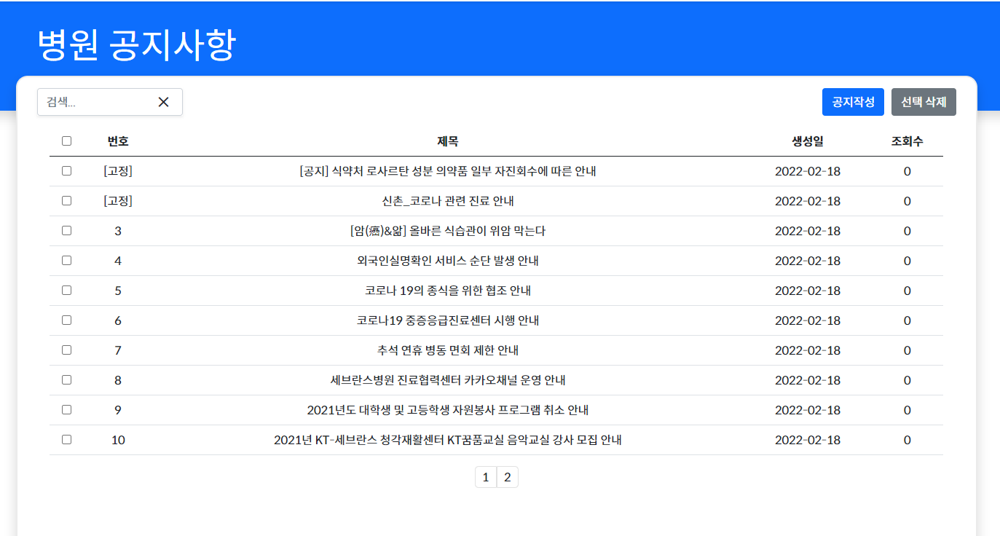 병원 공지사항
검색...
공지작성 선택 삭제
번호 제목 생성일 조회수
[고정] [공지] 식약처 로사르탄 성분 의약품 일부 자진회수에 따른 안내 2022-02-18 0
[고정] 신촌_코로나 관련 진료 안내 2022-02-18 0
3 [암(癌)&앎] 올바른 식습관이 위암 막는다 2022-02-18 0
4 외국인실명확인 서비스 순단 발생 안내 2022-02-18 0
5 코로나 19의 종식을 위한 협조 안내 2022-02-18 0
6 코로나19 중증응급진료센터 시행 안내 2022-02-18 0
7 추석 연휴 병동 면회 제한 안내 2022-02-18 0
8 세브란스병원 진료협력센터 카카오채널 운영 안내 2022-02-18 0
9 2021년도 대학생 및 고등학생 자원봉사 프로그램 취소 안내 2022-02-18 0
10 2021년 KT-세브란스 청각재활센터 KT꿈품교실 음악교실 강사 모집 안내 2022-02-18 0
1 2